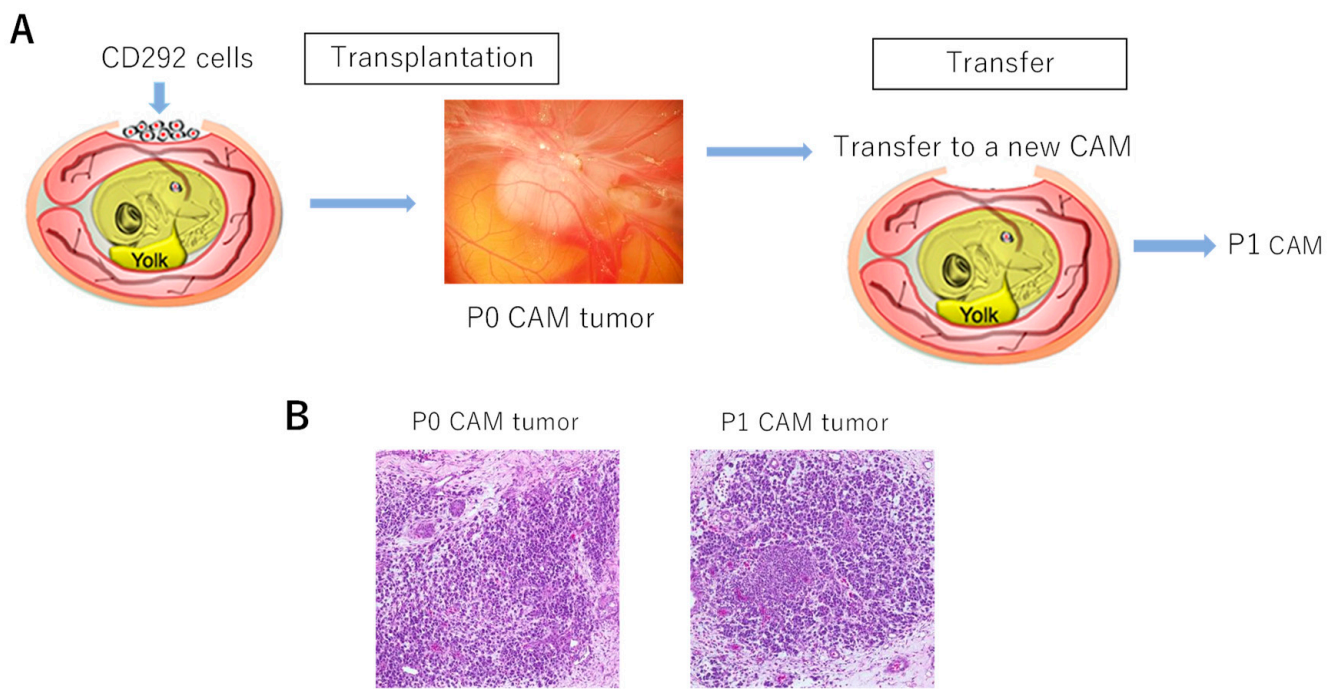 A
CD292 cells
Transplantation
Transfer
Transfer to a new CAM
Yolk
P0 CAM tumor
Yolk
P1 CAM
B
P0 CAM tumor
P1 CAM tumor